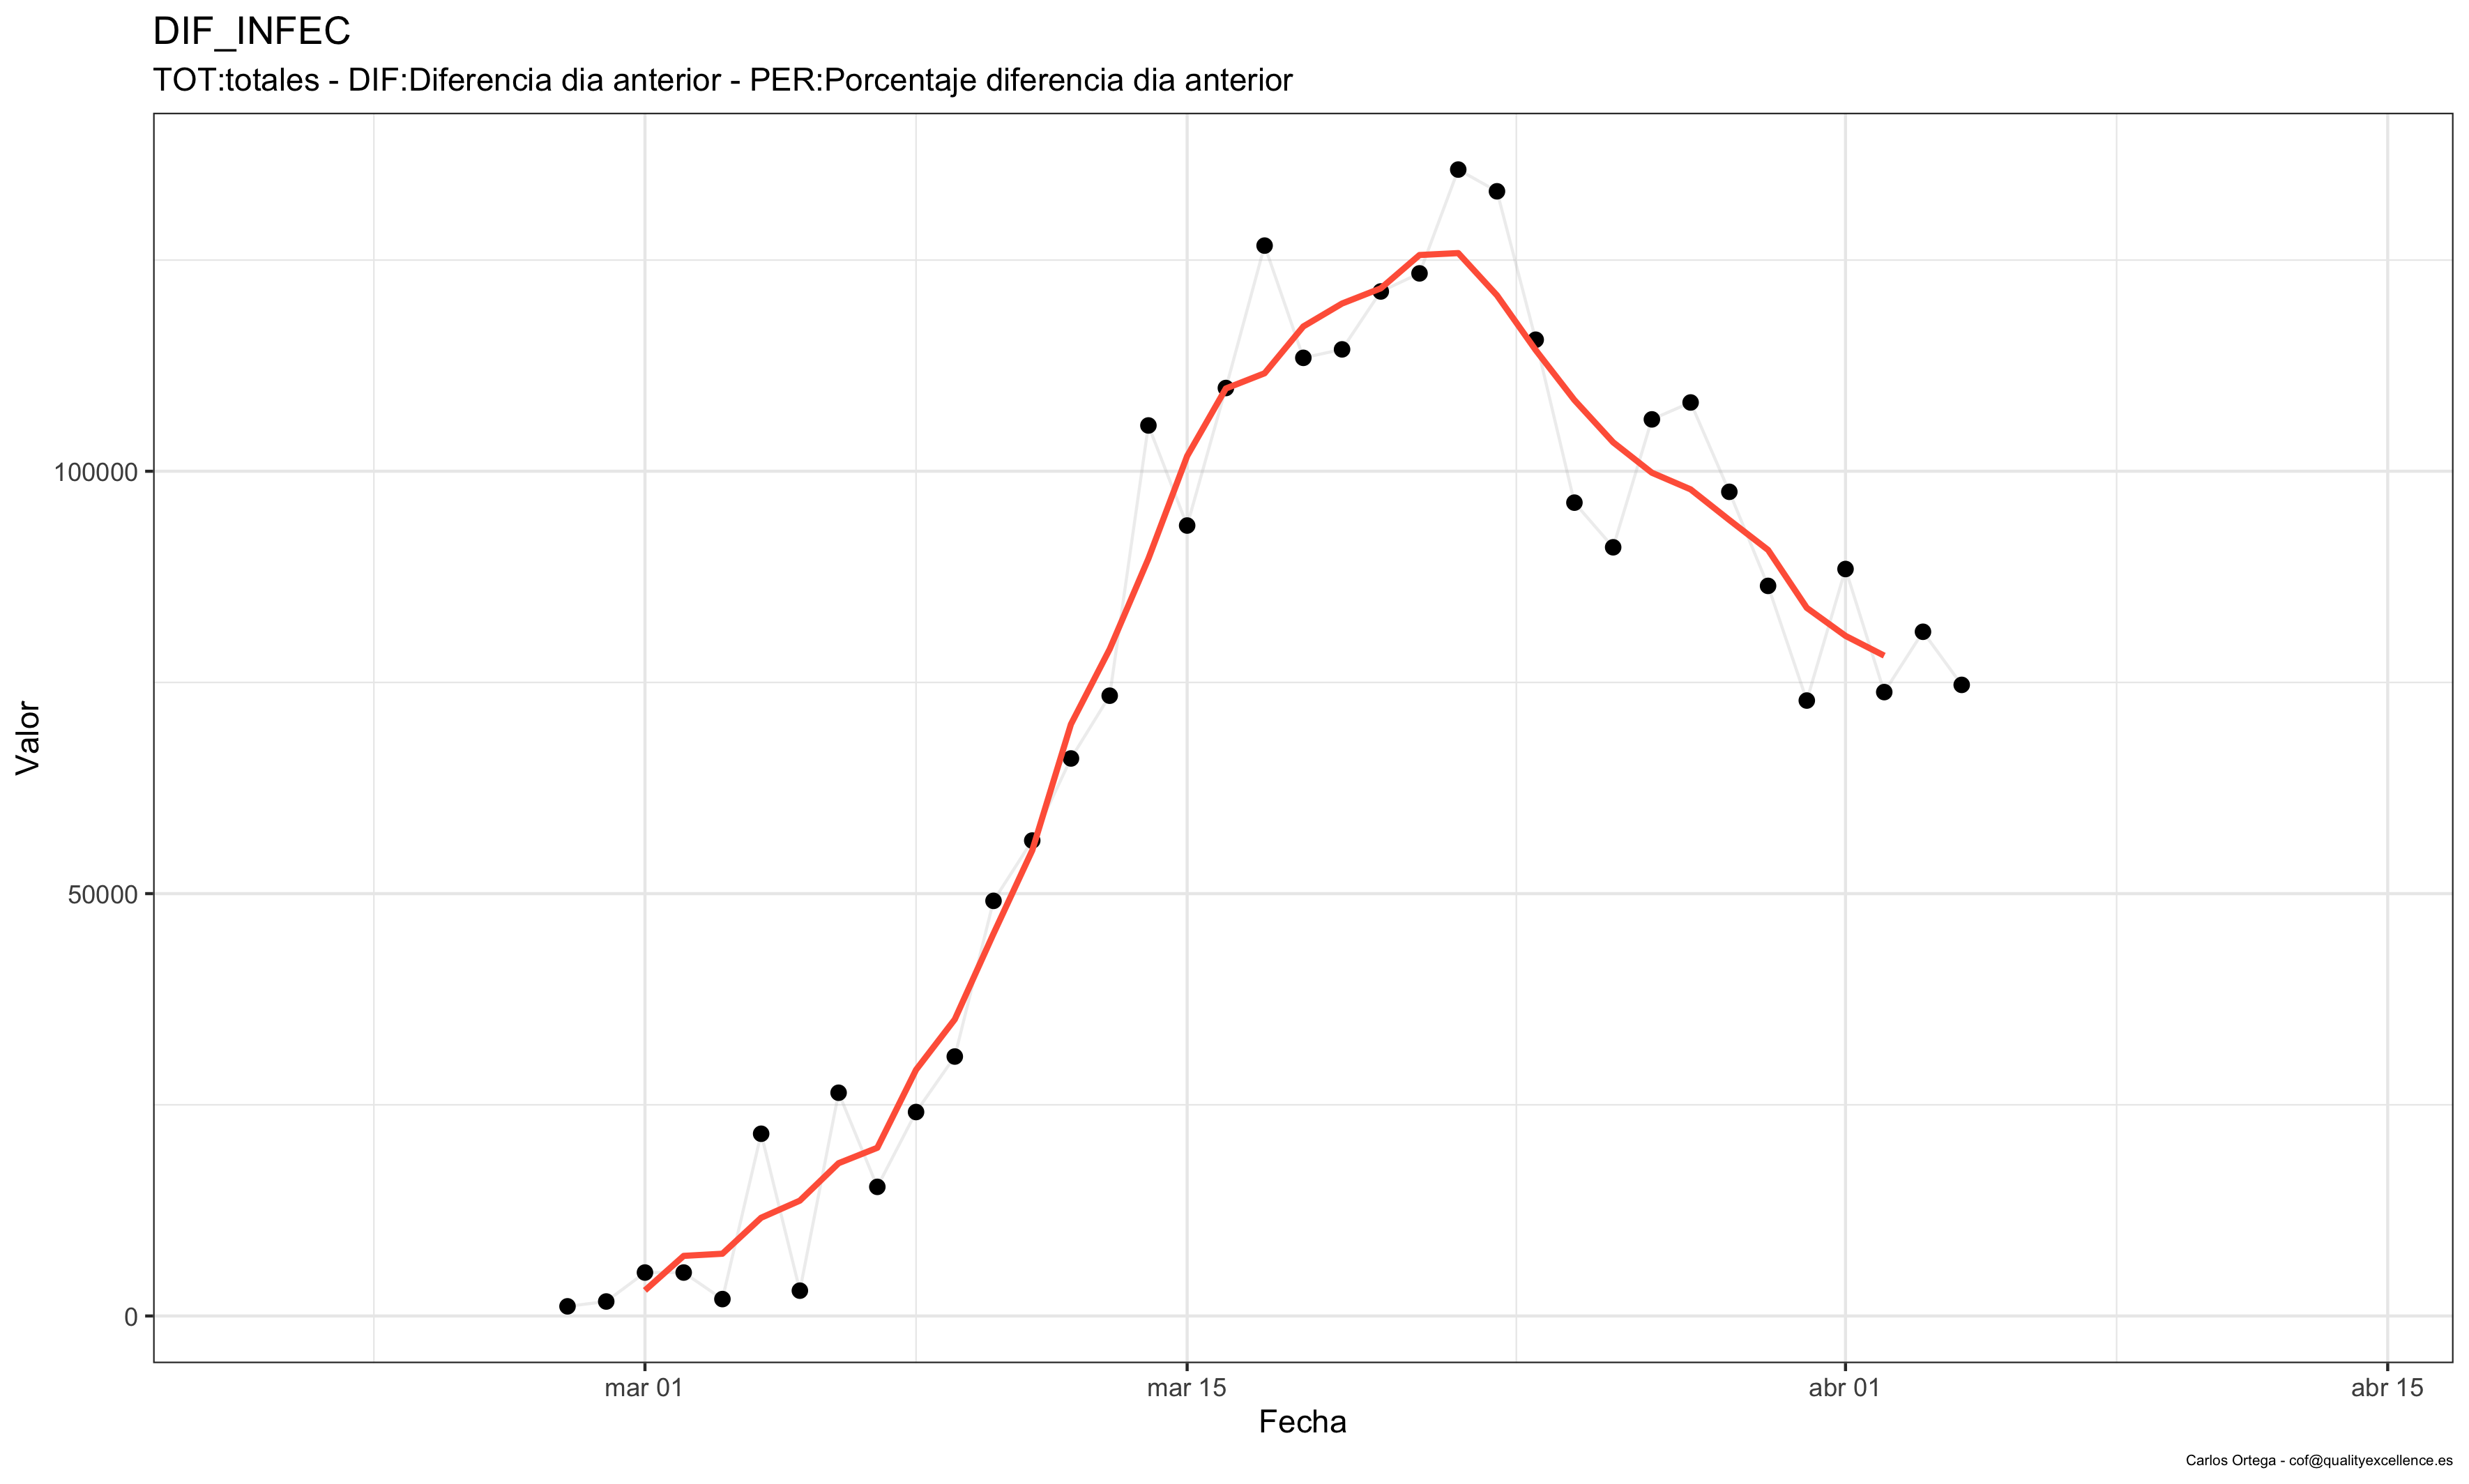 DIF_INFEC
TOT:totales - DIF:Diferencia dia anterior - PER:Porcentaje diferencia dia anterior
Valor
100000
50000
0
mar 01
mar 15
abr 01
abr 15
Fecha
Carlos Ortega - cof@qualityexcellence.es